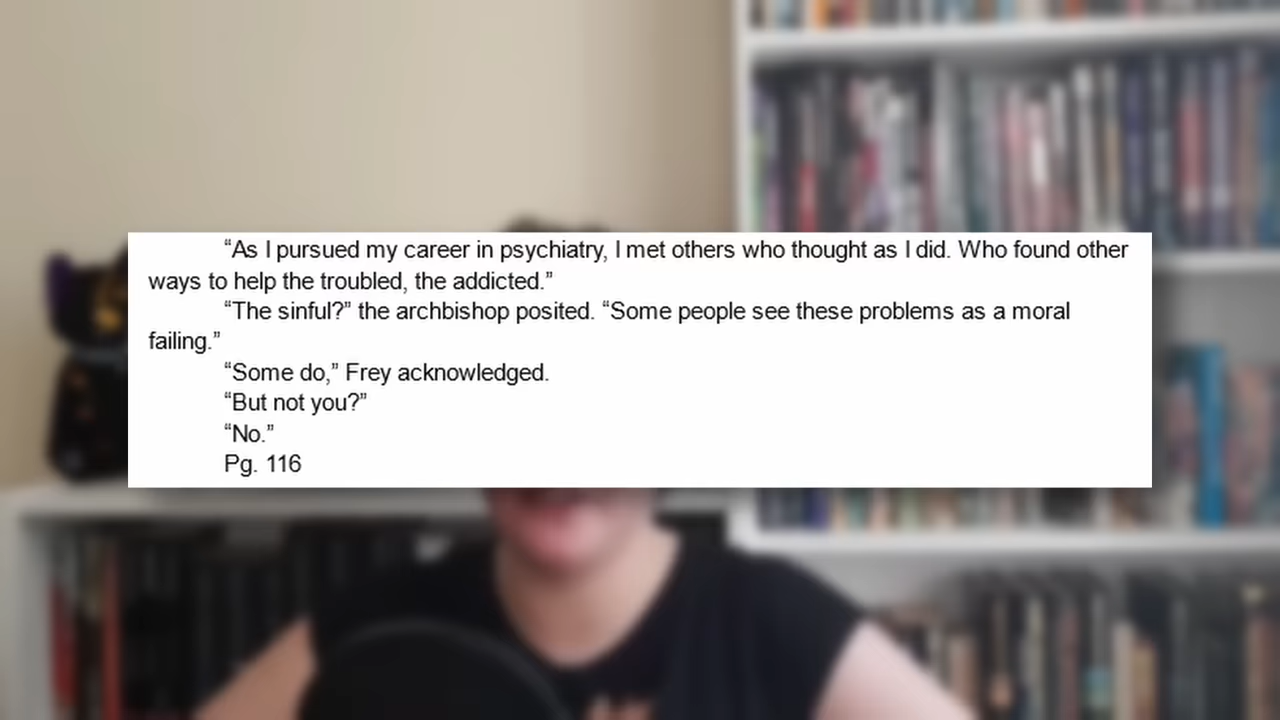 “As I pursued my career in psychiatry, I met others who thought as I did. Who found other
ways to help the troubled, the addicted.”
“The sinful?” the archbishop posited. “Some people see these problems as a moral
failing.”
“Some do,” Frey acknowledged.
“But not you?”
“No.”
Pg. 116